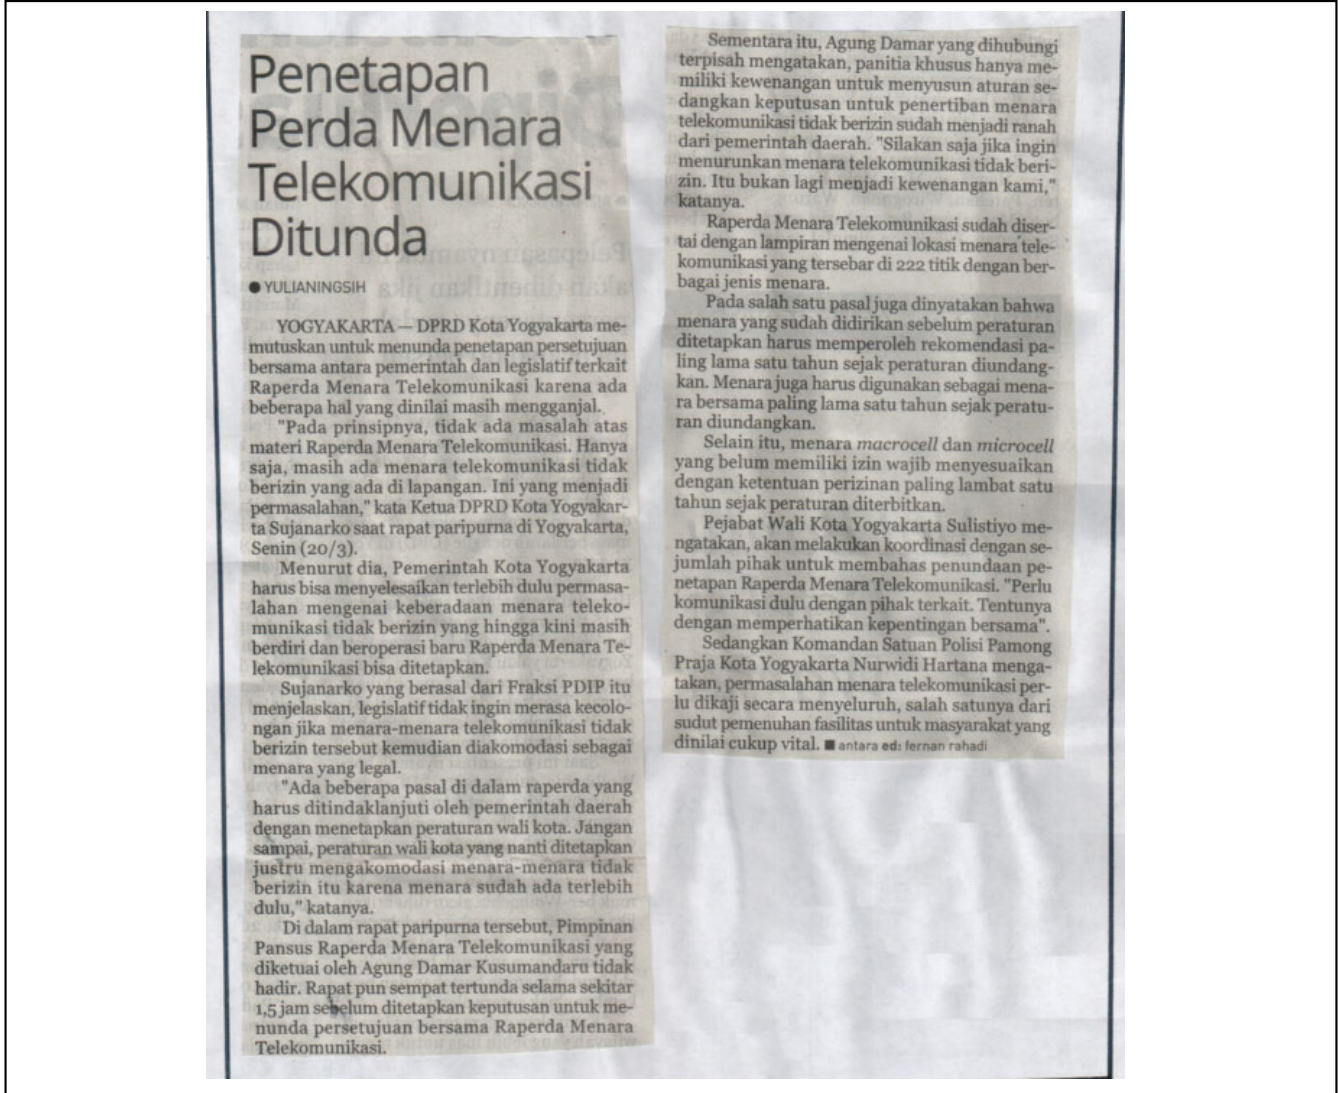 Penetapan
Perda Menara
Telekomunikasi
Ditunda
● YULIANINGSIH
YOGYAKARTA — DPRD Kota Yogyakarta me-
mutuskan untuk menunda penetapan persetujuan
bersama antara pemerintah dan legislatif terkait
Raperda Menara Telekomunikasi karena ada
beberapa hal yang dinilai masih mengganjal.
"Pada prinsipnya, tidak ada masalah atas
materi Raperda Menara Telekomunikasi. Hanya
saja, masih ada menara telekomunikasi tidak
berizin yang ada di lapangan. Ini yang menjadi
permasalahan," kata Ketua DPRD Kota Yogyakar-
ta Sujanarko saat rapat paripurna di Yogyakarta,
Senin (20/3).
Menurut dia, Pemerintah Kota Yogyakarta
harus bisa menyelesaikan terlebih dulu permasa-
lahan mengenai keberadaan menara teleko-
munikasi tidak berizin yang hingga kini masih
berdiri dan beroperasi baru Raperda Menara Te-
lekomunikasi bisa ditetapkan.
Sujanarko yang berasal dari Fraksi PDIP itu
menjelaskan, legislatif tidak ingin merasa kecolo-
ngan jika menara-menara telekomunikasi tidak
berizin tersebut kemudian diakomodasi sebagai
menara yang legal.
"Ada beberapa pasal di dalam raperda yang
harus ditindaklanjuti oleh pemerintah daerah
dengan menetapkan peraturan wali kota. Jangan
sampai, peraturan wali kota yang nanti ditetapkan
justru mengakomodasi menara-menara tidak
berizin itu karena menara sudah ada terlebih
dulu," katanya.
Di dalam rapat paripurna tersebut, Pimpinan
Pansus Raperda Menara Telekomunikasi yang
diketuai oleh Agung Damar Kusumandaru tidak
hadir. Rapat pun sempat tertunda selama sekitar
1,5 jam sebelum ditetapkan keputusan untuk me-
nunda persetujuan bersama Raperda Menara
Telekomunikasi.
Sementara itu, Agung Damar yang dihubungi
terpisah mengatakan, panitia khusus hanya me-
miliki kewenangan untuk menyusun aturan se-
dangkan keputusan untuk penertiban menara
telekomunikasi tidak berizin sudah menjadi ranah
dari pemerintah daerah. "Silakan saja jika ingin
menurunkan menara telekomunikasi tidak beri-
zin. Itu bukan lagi menjadi kewenangan kami,"
katanya.
Raperda Menara Telekomunikasi sudah diser-
tai dengan lampiran mengenai lokasi menara tele-
komunikasi yang tersebar di 222 titik dengan ber-
bagai jenis menara.
Pada salah satu pasal juga dinyatakan bahwa
menara yang sudah didirikan sebelum peraturan
ditetapkan harus memperoleh rekomendasi pa-
ling lama satu tahun sejak peraturan diundang-
kan. Menara juga harus digunakan sebagai mena-
ra bersama paling lama satu tahun sejak peratu-
ran diundangkan.
Selain itu, menara macrocell dan microcell
yang belum memiliki izin wajib menyesuaikan
dengan ketentuan perizinan paling lambat satu
tahun sejak peraturan diterbitkan.
Pejabat Wali Kota Yogyakarta Sulistiyo me-
ngatakan, akan melakukan koordinasi dengan se-
jumlah pihak untuk membahas penundaan pe-
netapan Raperda Menara Telekomunikasi. "Perlu
komunikasi dulu dengan pihak terkait. Tentunya
dengan memperhatikan kepentingan bersama".
Sedangkan Komandan Satuan Polisi Pamong
Praja Kota Yogyakarta Nurwidi Hartana menga-
takan, permasalahan menara telekomunikasi per-
lu dikaji secara menyeluruh, salah satunya dari
sudut pemenuhan fasilitas untuk masyarakat yang
dinilai cukup vital. ■ antara ed: fernan rahadi